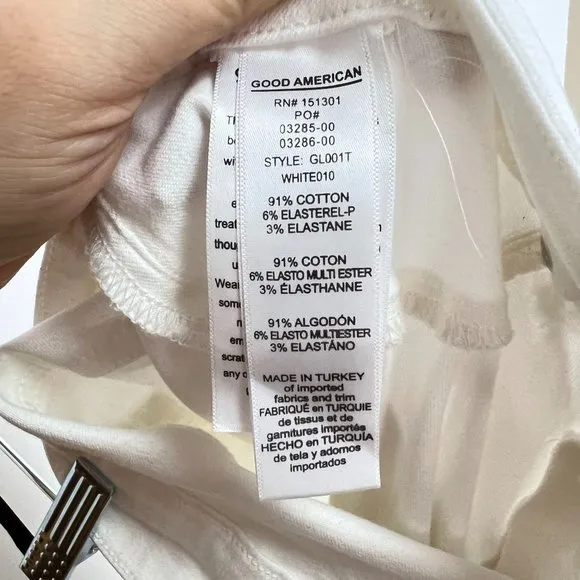 GOOD AMERICAN
RN# 151301
PO#
03285-00
03286-00
STYLE: GL001T
WHITE010
91% COTTON
6% ELASTEREL-P
3% ELASTANE
91% COTON
6% ELASTO MULTI ESTER
3% ÉLASTHANNE
91% ALGODÓN
6% ELASTO MULTIESTER
3% ELASTÁNO
MADE IN TURKEY
of imported
fabrics and trim
FABRIQUÉ en TURQUIE
de tissus et de
garnitures importés
HECHO en TURQUÍA
de tela y adornos
importados